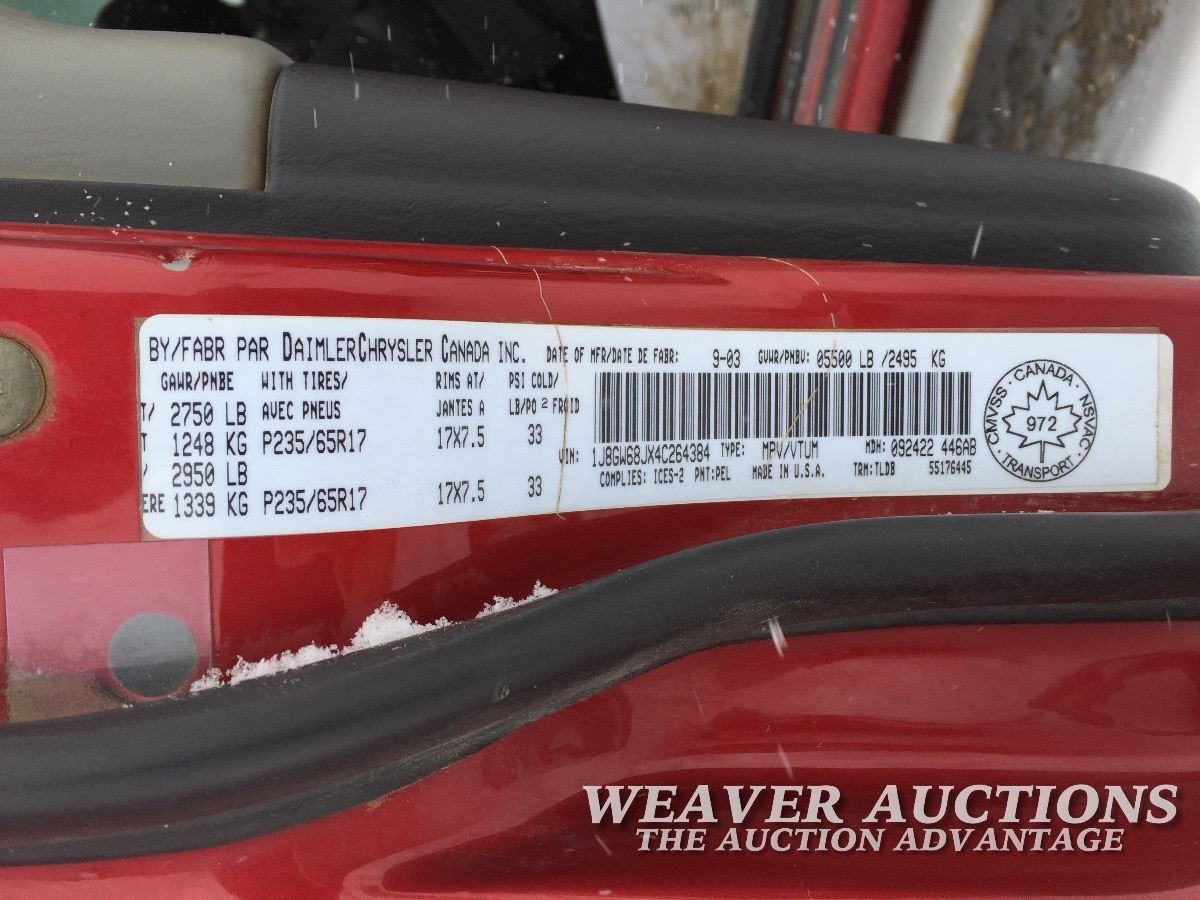 BY/FABR PAR DAIMLERCHRYSLER CANADA INC. DATE OF MFR/DATE DE FABR: 9-03 GVWR/PNBV: 05500 LB /2495 KG
GAWR/PNBE WITH TIRES/ RIMS AT/ PSI COLD/
T/ 2750 LB AVEC PNEUS JANTES A LB/PO 2 FROID
T 1248 KG P235/65R17 17X7.5 33
/ 2950 LB
ERE 1339 KG P235/65R17 17X7.5 33
VIN: 1J8GW68JX4C264384 TYPE: MPV/VTUM MDH: 092422 446AB
COMPLIES: ICES-2 PNT:PEL MADE IN U.S.A. TRM:TLDB 55176445
CMVSS · CANADA · NSVAC · TRANSPORT ·
972
WEAVER AUCTIONS
THE AUCTION ADVANTAGE